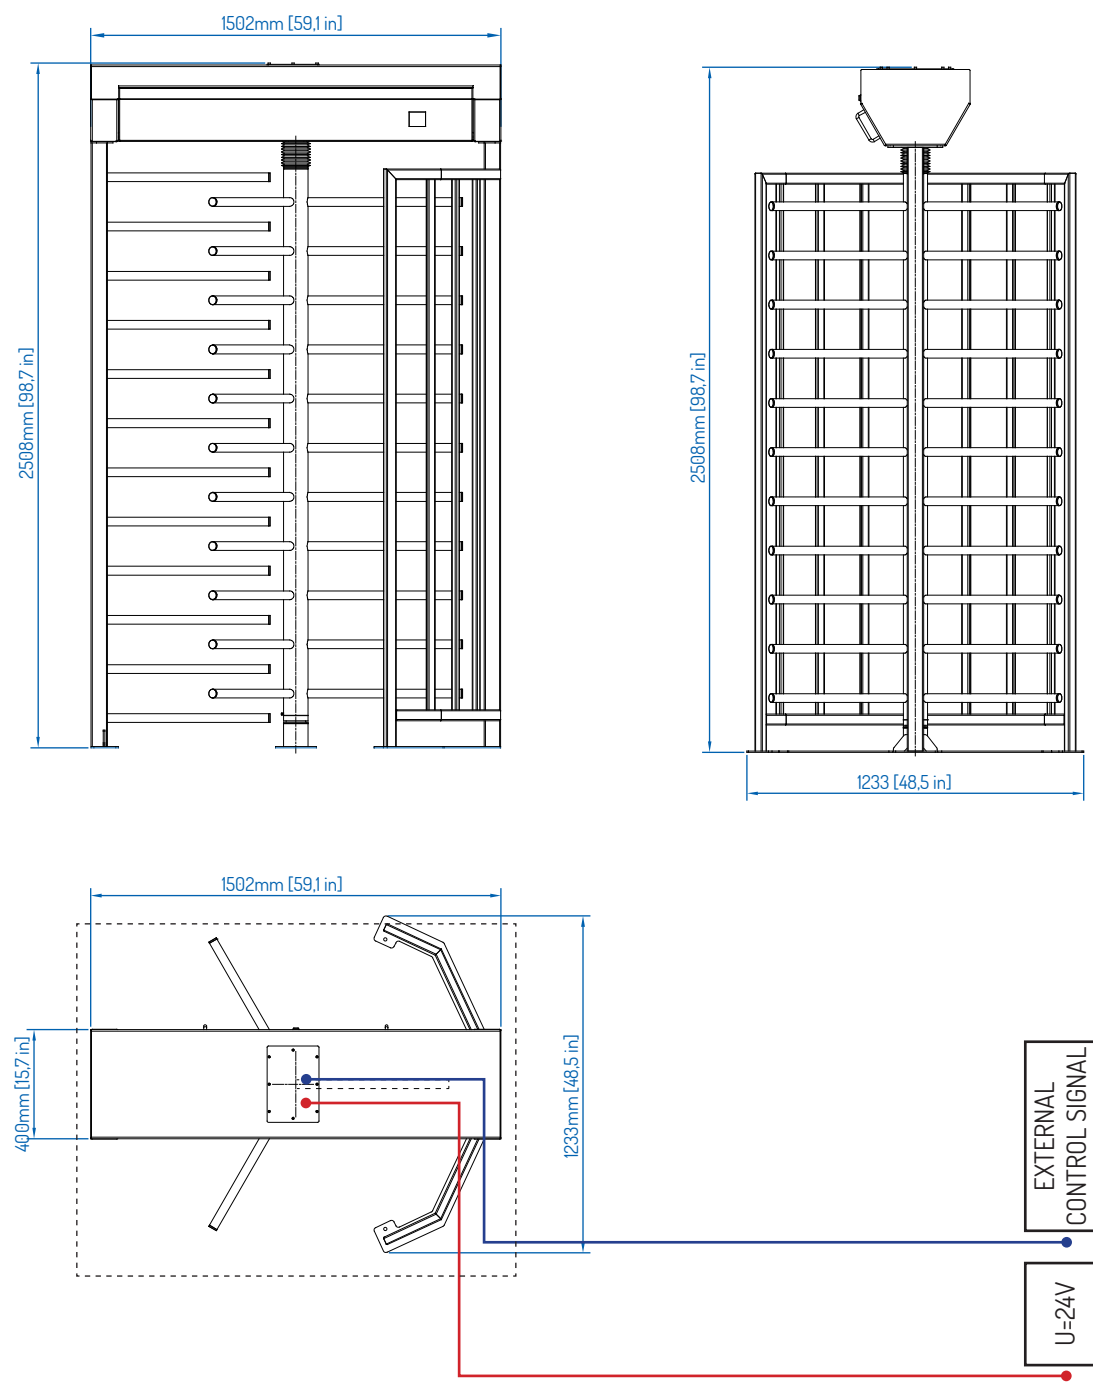 1502mm [59,1 in]
2508mm [98,7 in]
2508mm [98,7 in]
1233 [48,5 in]
1502mm [59,1 in]
400mm [15,7 in]
1233mm [48,5 in]
EXTERNAL
CONTROL SIGNAL
U=24V